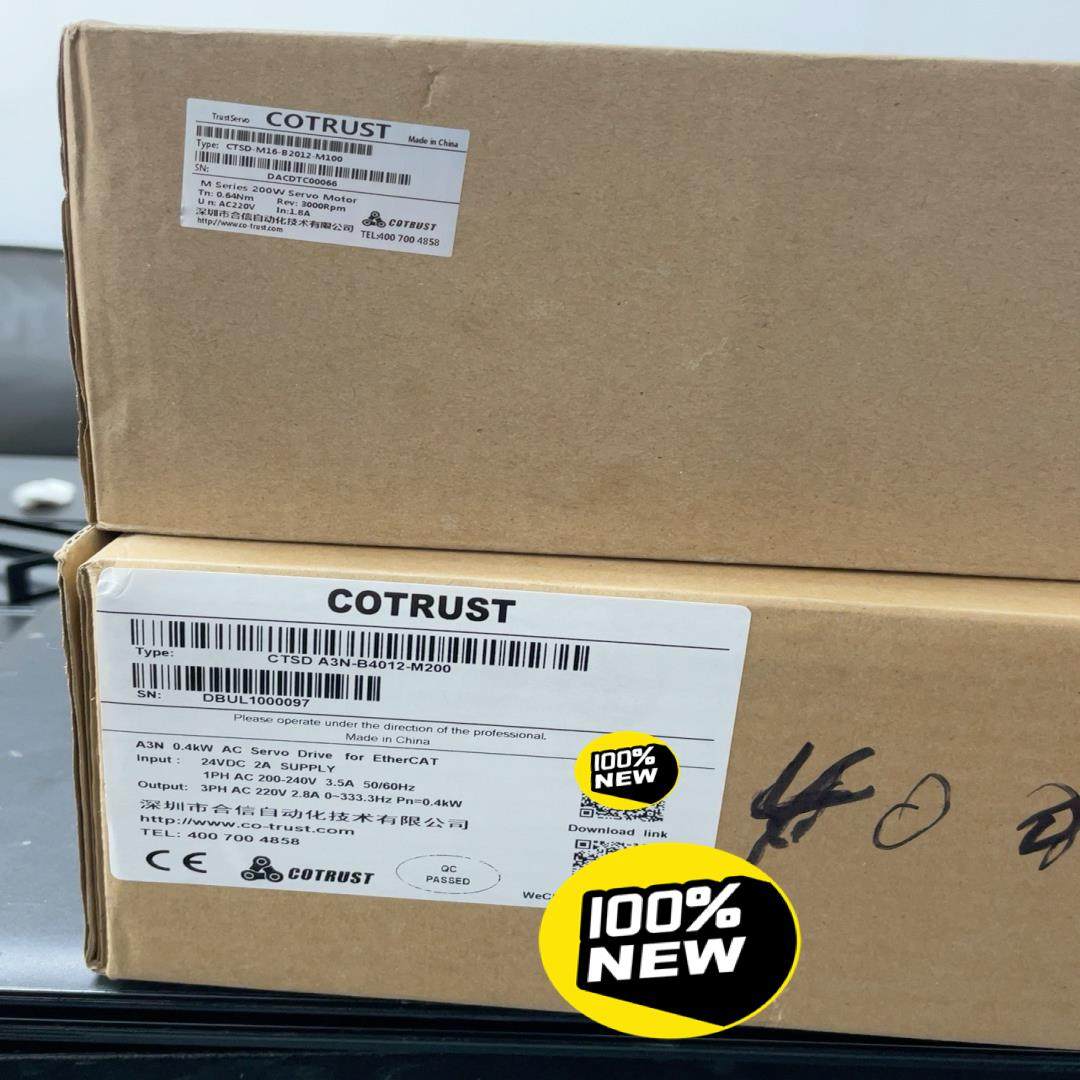 TrustServo COTRUST Made in China
Type: CTSD-M16-B2012-M100
SN: DACDTC00066
M Series 200W Servo Motor
Tn: 0.64Nm Rev: 3000Rpm
U n: AC220V In:1.8A
深圳市合信自动化技术有限公司 COTRUST
http://www.co-trust.com TEL:400 700 4858
COTRUST
Type: CTSD A3N-B4012-M200
SN: DBUL1000097
Please operate under the direction of the professional.
Made in China
A3N 0.4kW AC Servo Drive for EtherCAT
Input : 24VDC 2A SUPPLY
1PH AC 200-240V 3.5A 50/60Hz
Output: 3PH AC 220V 2.8A 0~333.3Hz Pn=0.4kW
深圳市合信自动化技术有限公司
http://www.co-trust.com
TEL: 400 700 4858
CE COTRUST QC
PASSED
100%
NEW
Download link
WeC
100%
NEW
40